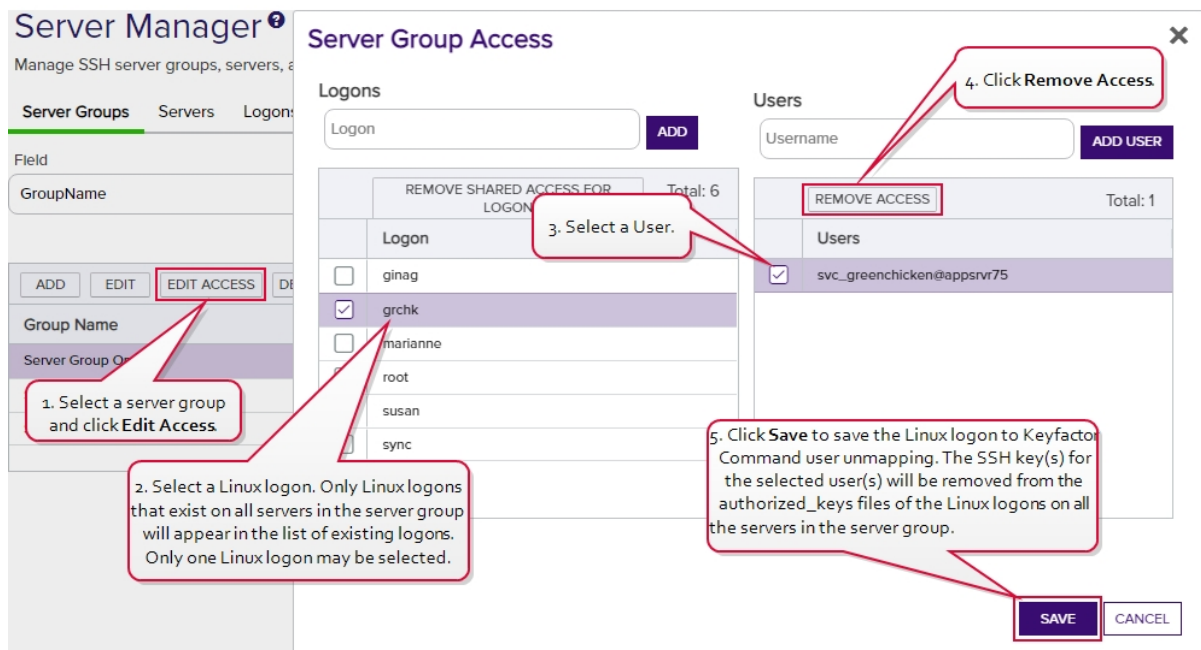 Server Manager ?
Manage SSH server groups, servers, a
Server Groups Servers Logons
Field
GroupName
ADD EDIT EDIT ACCESS DE
Group Name
Server Group On
1. Select a server group
and click Edit Access.
Server Group Access
Logons
Logon
ADD
REMOVE SHARED ACCESS FOR
LOGON
Total: 6
Logon
ginag
grchk
marianne
root
susan
sync
2. Select a Linux logon. Only Linux logons
that exist on all servers in the server group
will appear in the list of existing logons.
Only one Linux logon may be selected.
3. Select a User.
4. Click Remove Access.
Users
Username
ADD USER
REMOVE ACCESS
Total: 1
Users
svc_greenchicken@appsrvr75
5. Click Save to save the Linux logon to Keyfactor
Command user unmapping. The SSH key(s) for
the selected user(s) will be removed from the
authorized_keys files of the Linux logons on all
the servers in the server group.
SAVE CANCEL